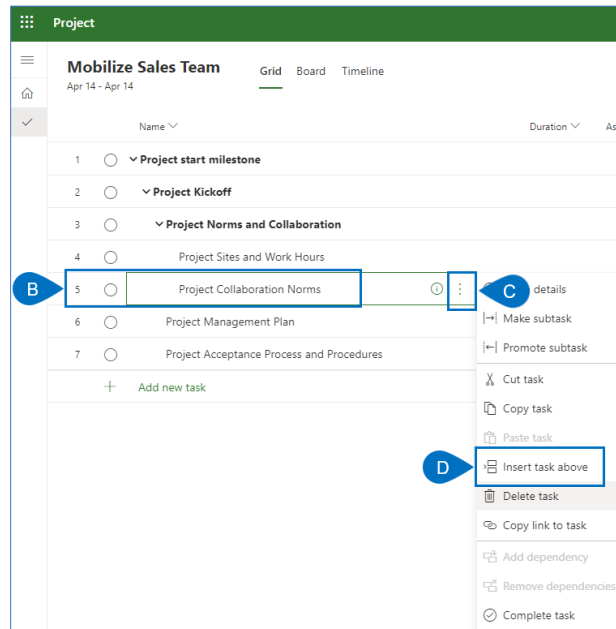 Project
Mobilize Sales Team
Grid Board Timeline
Apr 14 - Apr 14
Name Duration As
1 Project start milestone
2 Project Kickoff
3 Project Norms and Collaboration
4 Project Sites and Work Hours
B 5 Project Collaboration Norms C details
6 Project Management Plan
7 Project Acceptance Process and Procedures
Add new task
Make subtask
Promote subtask
Cut task
Copy task
Paste task
D Insert task above
Delete task
Copy link to task
Add dependency
Remove dependencies
Complete task